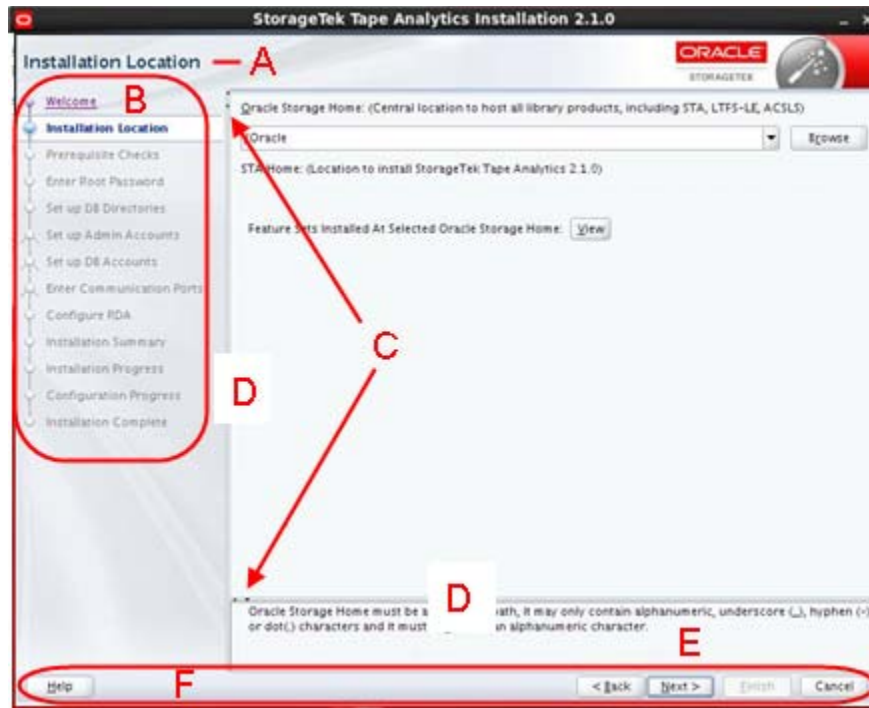 StorageTek Tape Analytics Installation 2.1.0
Installation Location
A
ORACLE
STORAGETEK
B
Welcome
Installation Location
Prerequisite Checks
Enter Root Password
Set up DB Directories
Set up Admin Accounts
Set up DB Accounts
Enter Communication Ports
Configure RDA
Installation Summary
Installation Progress
Configuration Progress
Installation Complete
Oracle Storage Home: (Central location to host all library products, including STA, LTFS-LE, ACSLS)
Oracle
Browse
STA Home: (Location to install StorageTek Tape Analytics 2.1.0)
Feature Sets Installed At Selected Oracle Storage Home: View
C
D
D
Oracle Storage Home must be a ath, it may only contain alphanumeric, underscore (_), hyphen (-)
or dot(.) characters and it must an alphanumeric character.
E
F
Help
< Back
Next >
Finish
Cancel